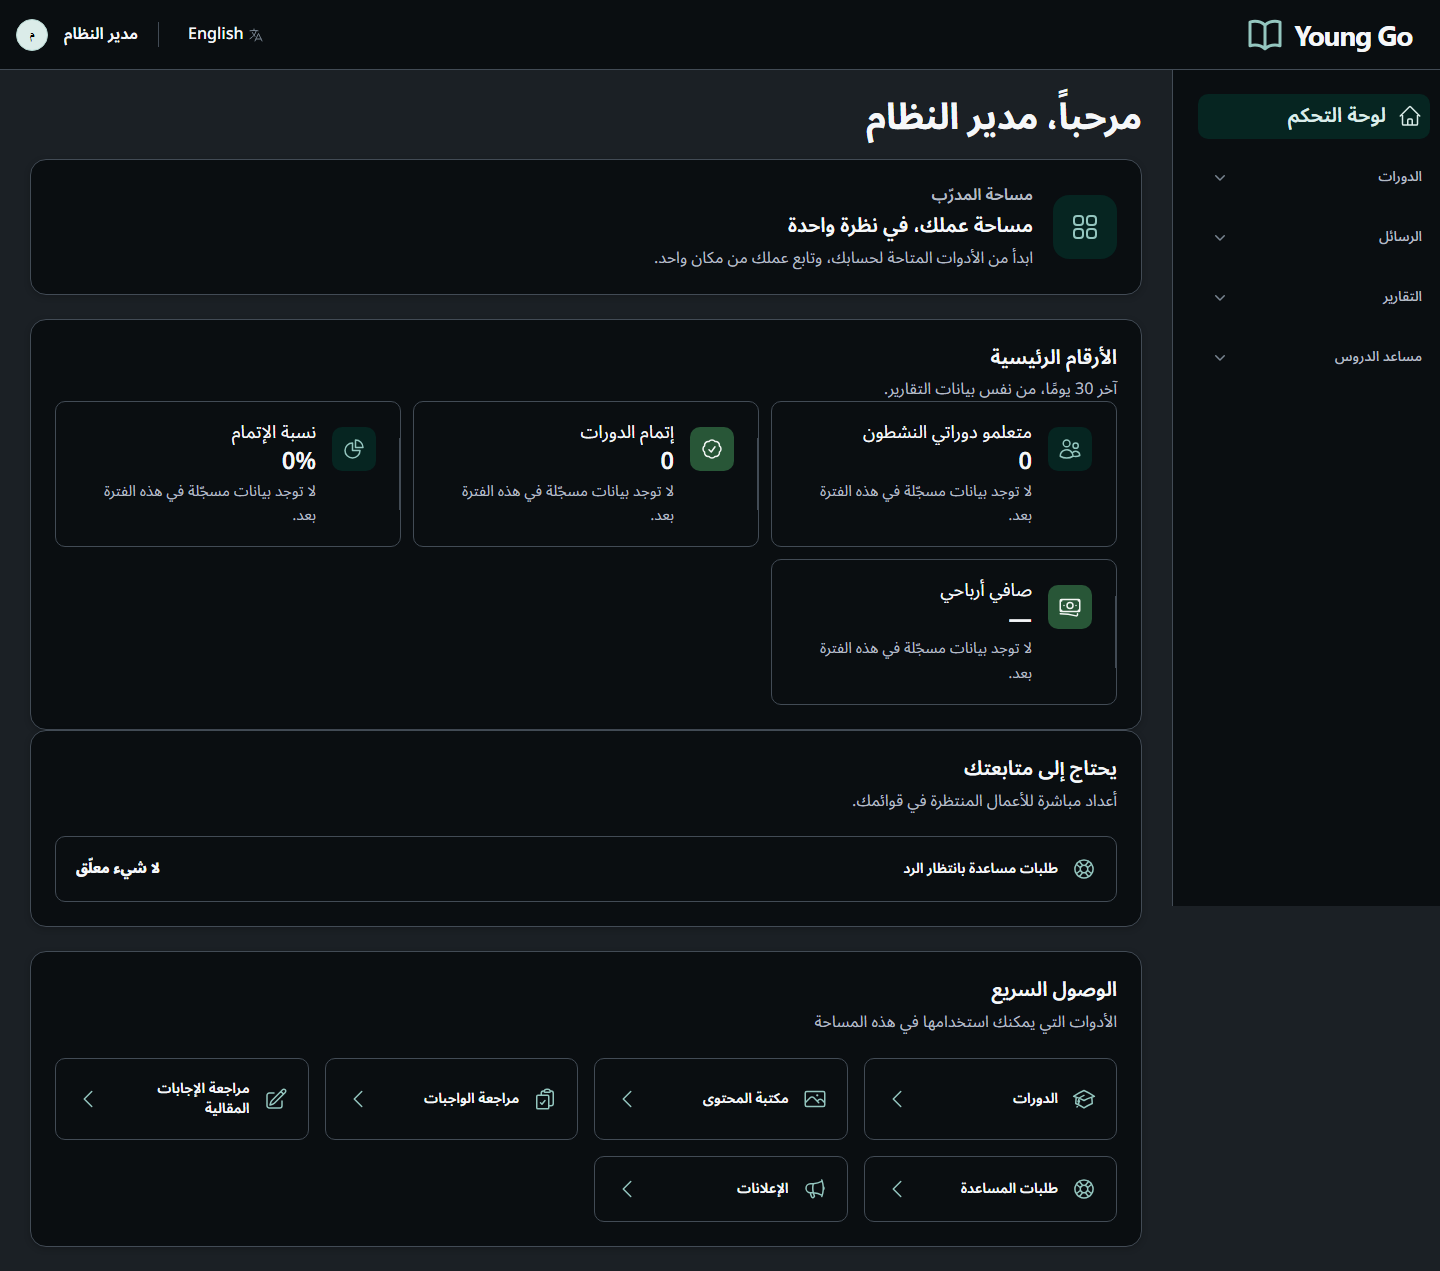 Young Go
English
مدير النظام
م
لوحة التحكم
الدورات
الرسائل
التقارير
مساعد الدروس
مرحباً، مدير النظام
مساحة المدرّب
مساحة عملك، في نظرة واحدة
ابدأ من الأدوات المتاحة لحسابك، وتابع عملك من مكان واحد.
الأرقام الرئيسية
آخر 30 يومًا، من نفس بيانات التقارير.
متعلمو دوراتي النشطون
0
لا توجد بيانات مسجّلة في هذه الفترة
بعد.
إتمام الدورات
0
لا توجد بيانات مسجّلة في هذه الفترة
بعد.
نسبة الإتمام
0%
لا توجد بيانات مسجّلة في هذه الفترة
بعد.
صافي أرباحي
—
لا توجد بيانات مسجّلة في هذه الفترة
بعد.
يحتاج إلى متابعتك
أعداد مباشرة للأعمال المنتظرة في قوائمك.
طلبات مساعدة بانتظار الرد
لا شيء معلّق
الوصول السريع
الأدوات التي يمكنك استخدامها في هذه المساحة
الدورات
مكتبة المحتوى
مراجعة الواجبات
مراجعة الإجابات
المقالية
طلبات المساعدة
الإعلانات